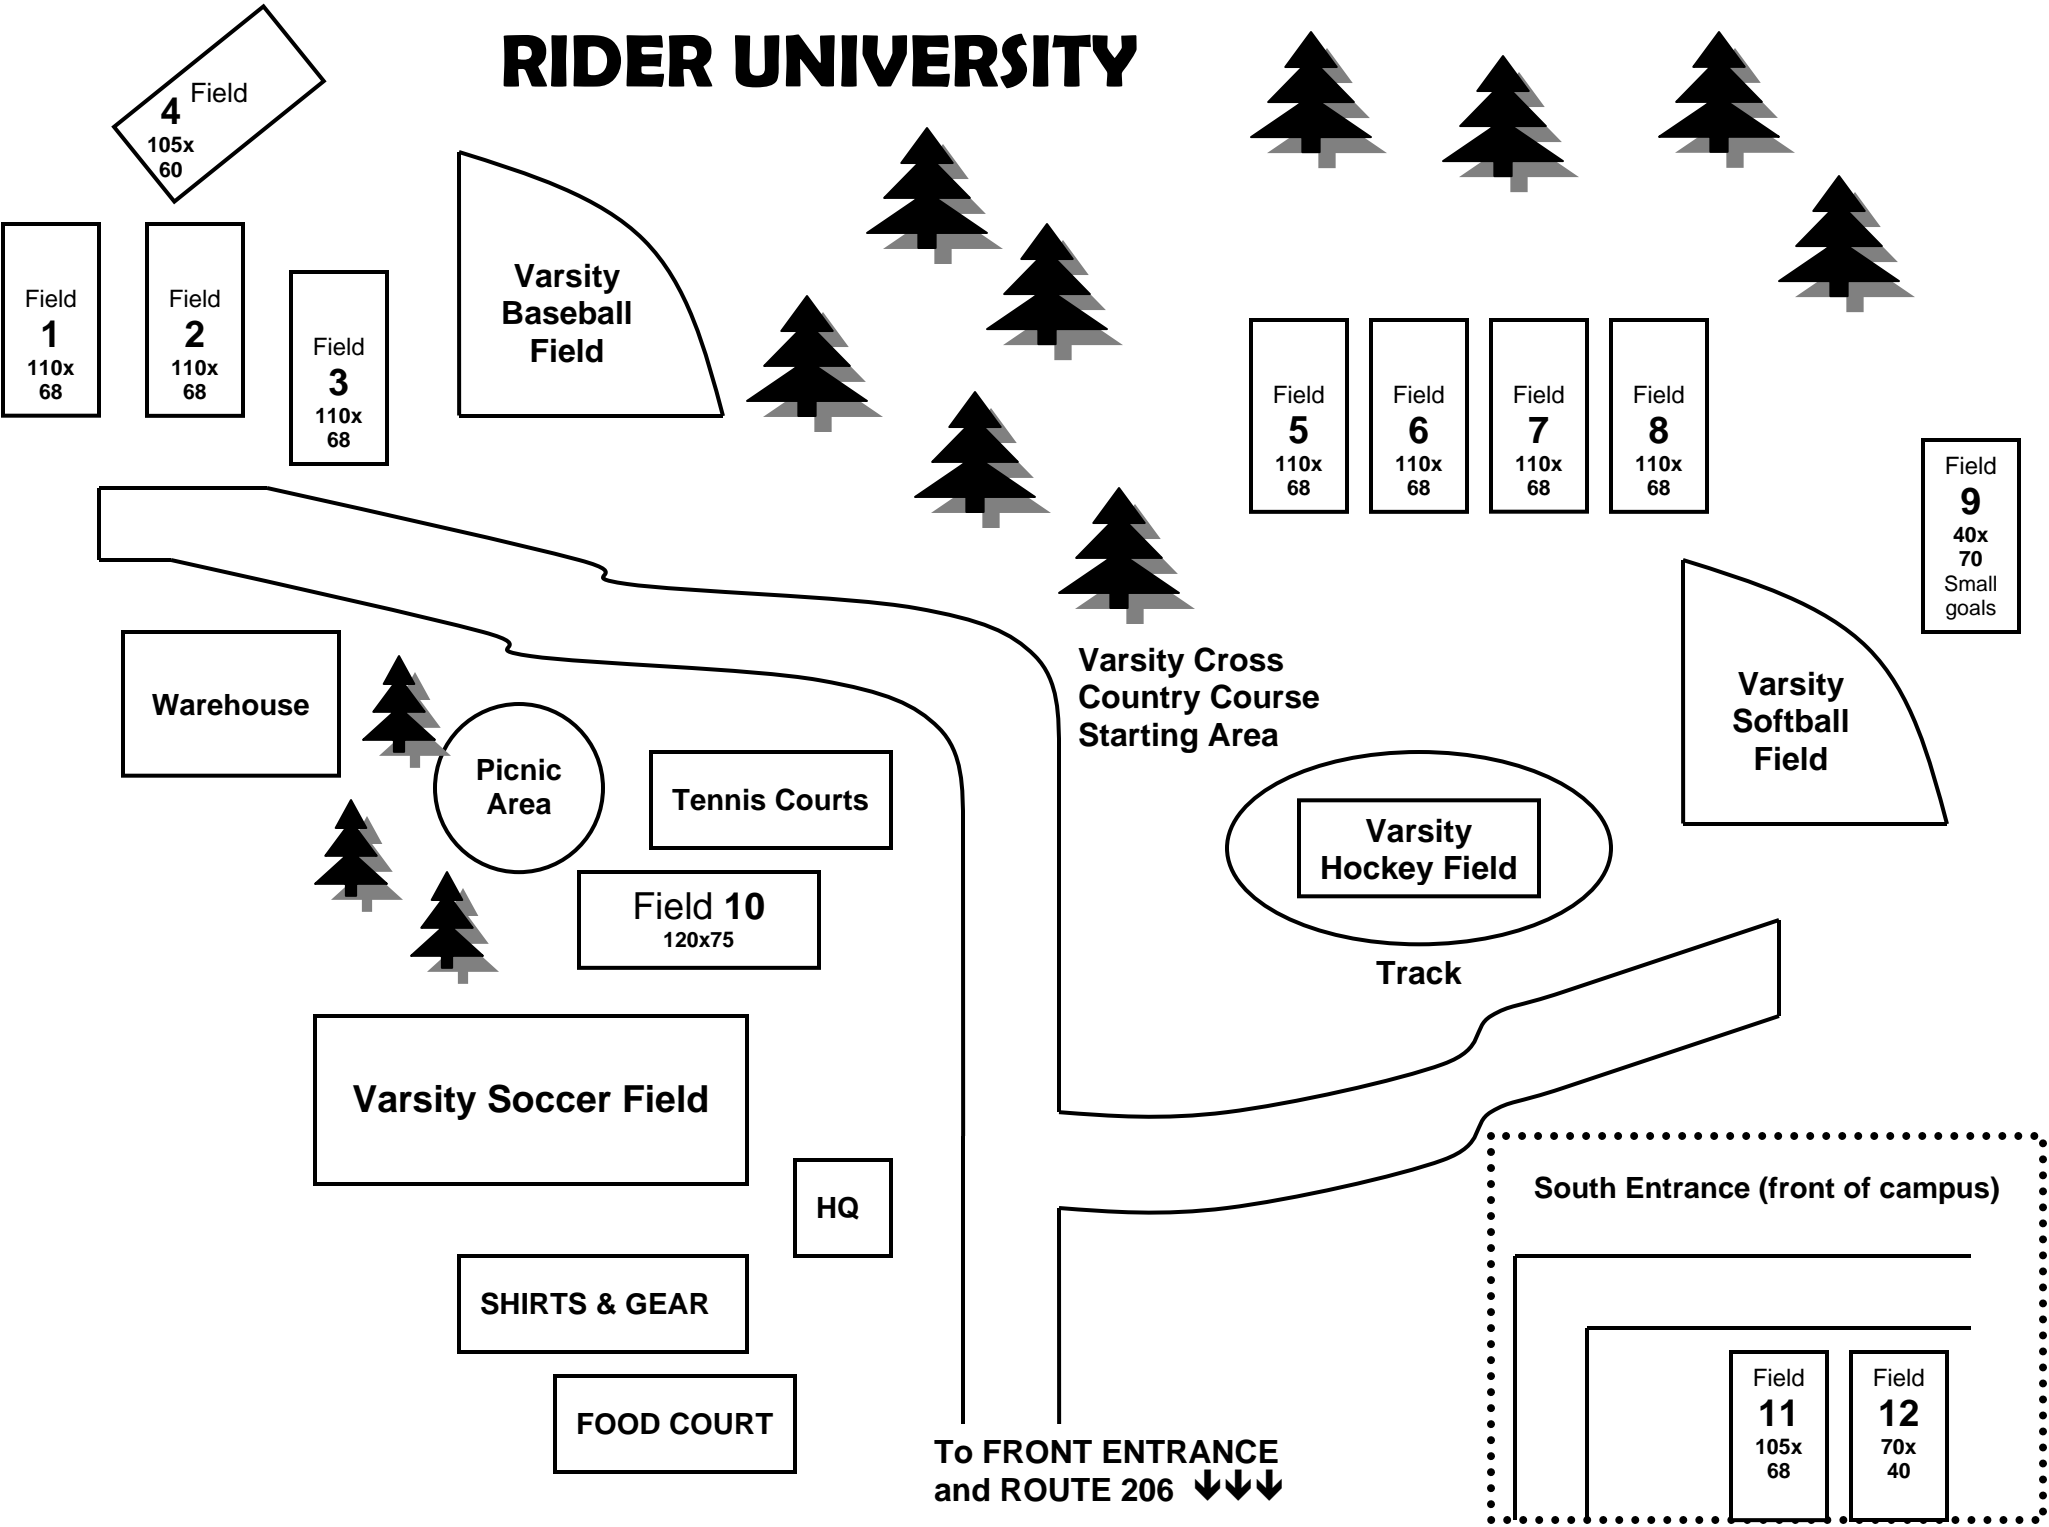 RIDER UNIVERSITY
Field
4
105x
60
Field
1
110x
68
Field
2
110x
68
Field
3
110x
68
Varsity
Baseball
Field
Field
5
110x
68
Field
6
110x
68
Field
7
110x
68
Field
8
110x
68
Field
9
40x
70
Small
goals
Warehouse
Picnic
Area
Tennis Courts
Varsity Cross
Country Course
Starting Area
Varsity
Softball
Field
Varsity
Hockey Field
Track
Field 10
120x75
Varsity Soccer Field
HQ
SHIRTS & GEAR
FOOD COURT
To FRONT ENTRANCE
and ROUTE 206 ↓↓↓
South Entrance (front of campus)
Field
11
105x
68
Field
12
70x
40